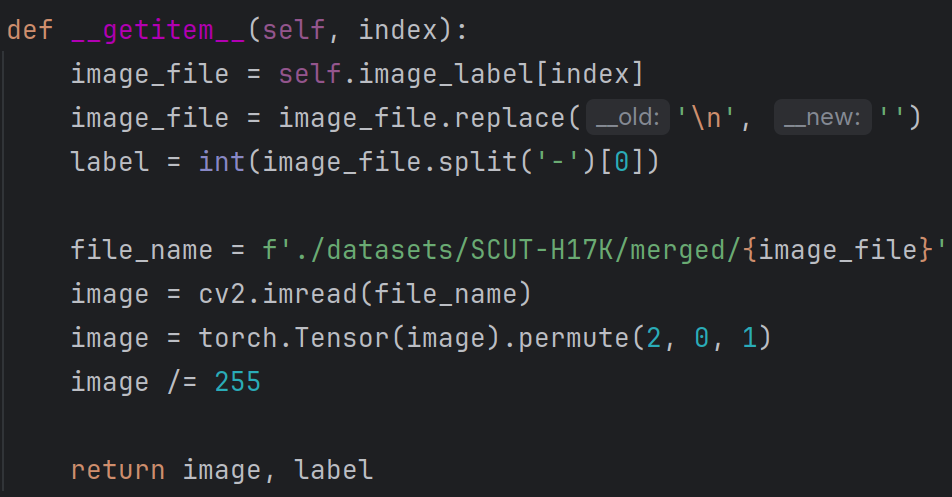 def __getitem__(self, index):
    image_file = self.image_label[index]
    image_file = image_file.replace( __old: '\n', __new: '')
    label = int(image_file.split('-')[0])
    file_name = f'./datasets/SCUT-H17K/merged/{image_file}'
    image = cv2.imread(file_name)
    image = torch.Tensor(image).permute(2, 0, 1)
    image /= 255
    return image, label